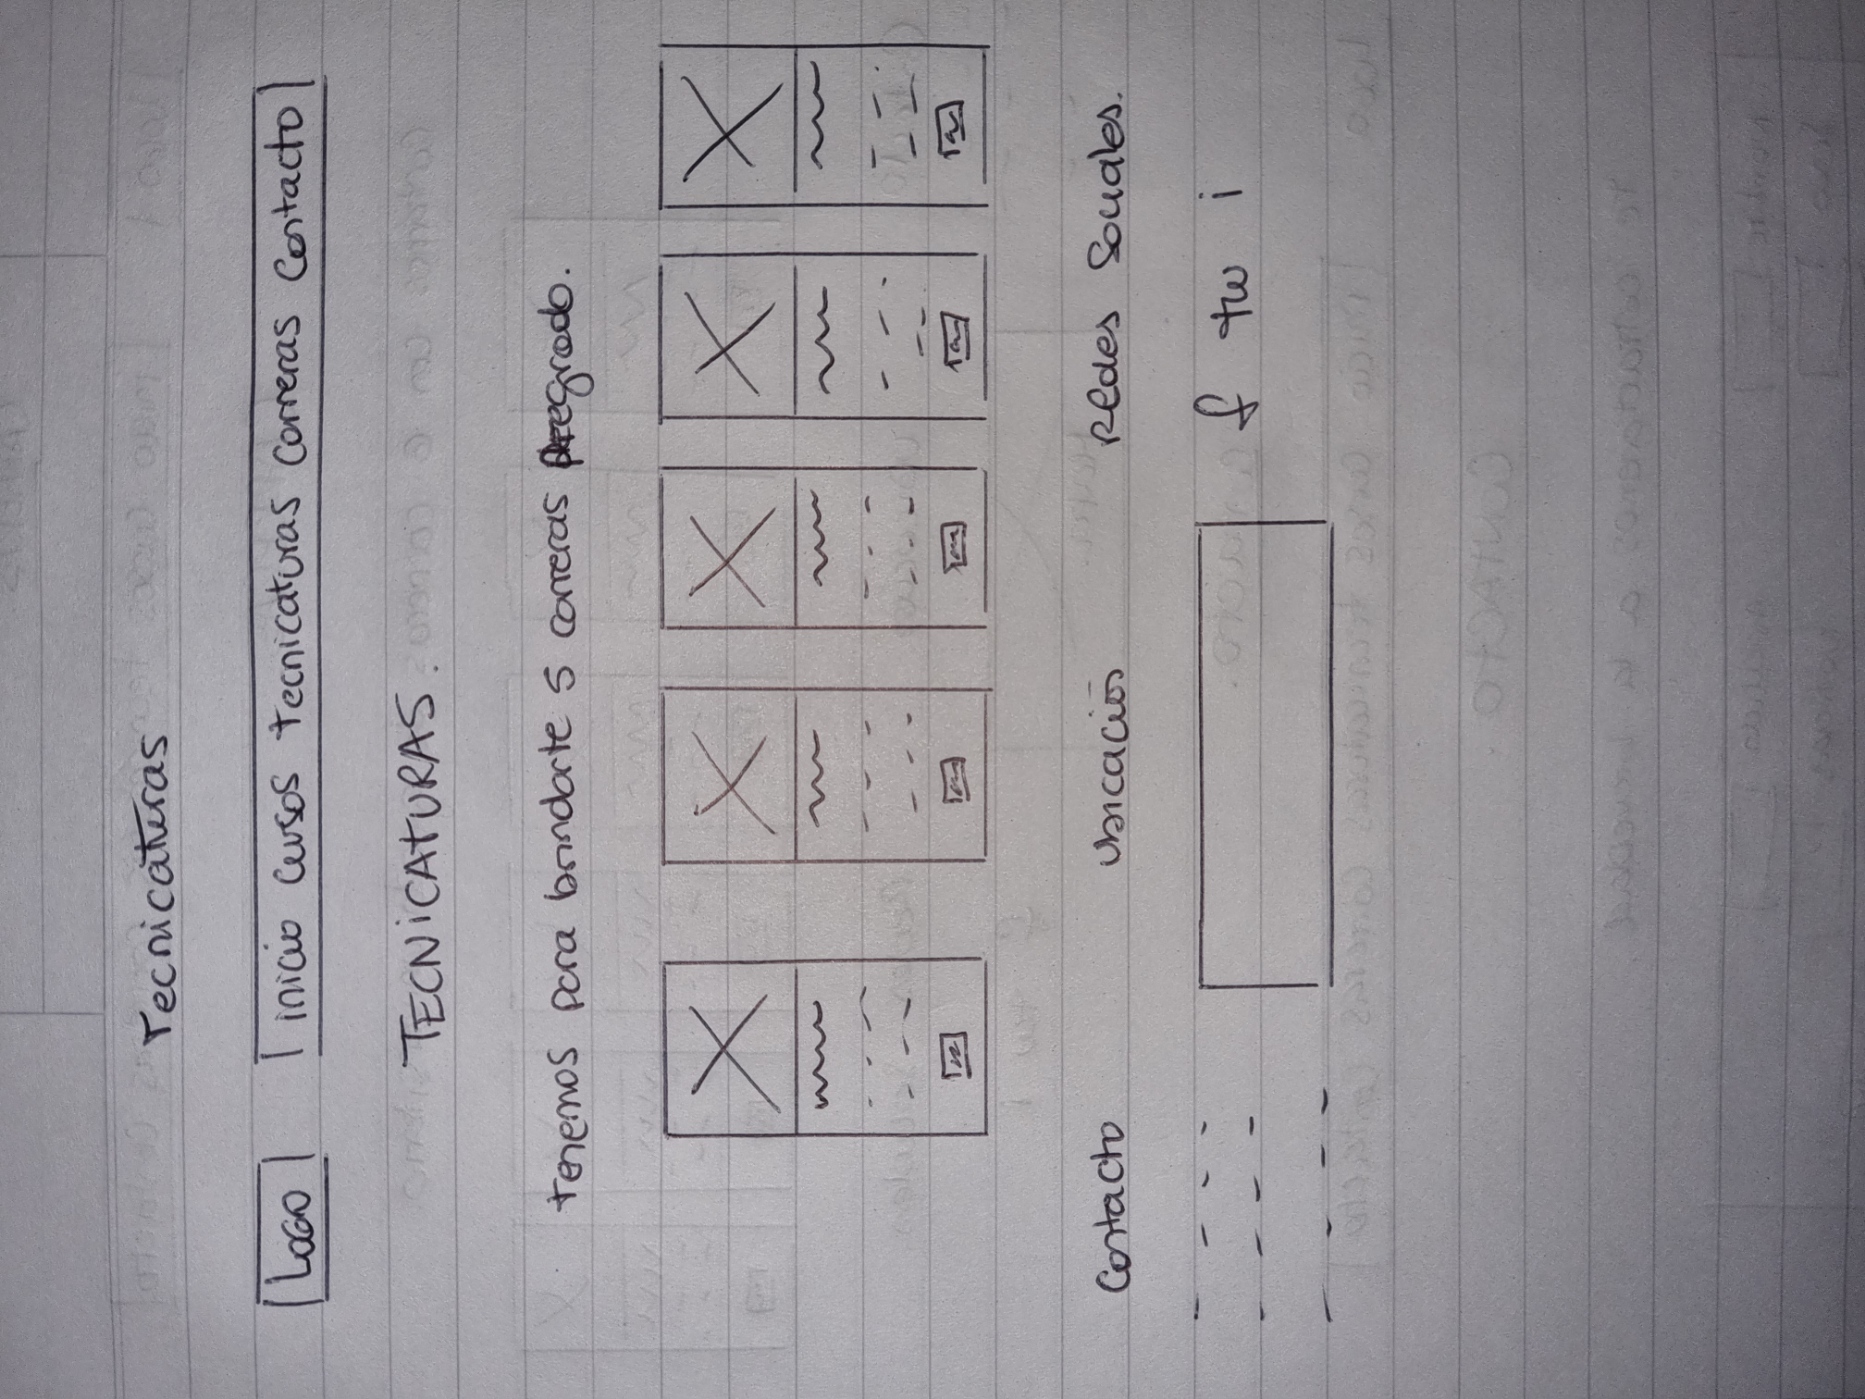 Tecnicaturas
Logo inicio cursos tecnicaturas carreras contacto
TECNICATURAS.
tenemos para brindarte 5 carreras pregrado.
Contacto Ubicación Redes Sociales.
f tw i